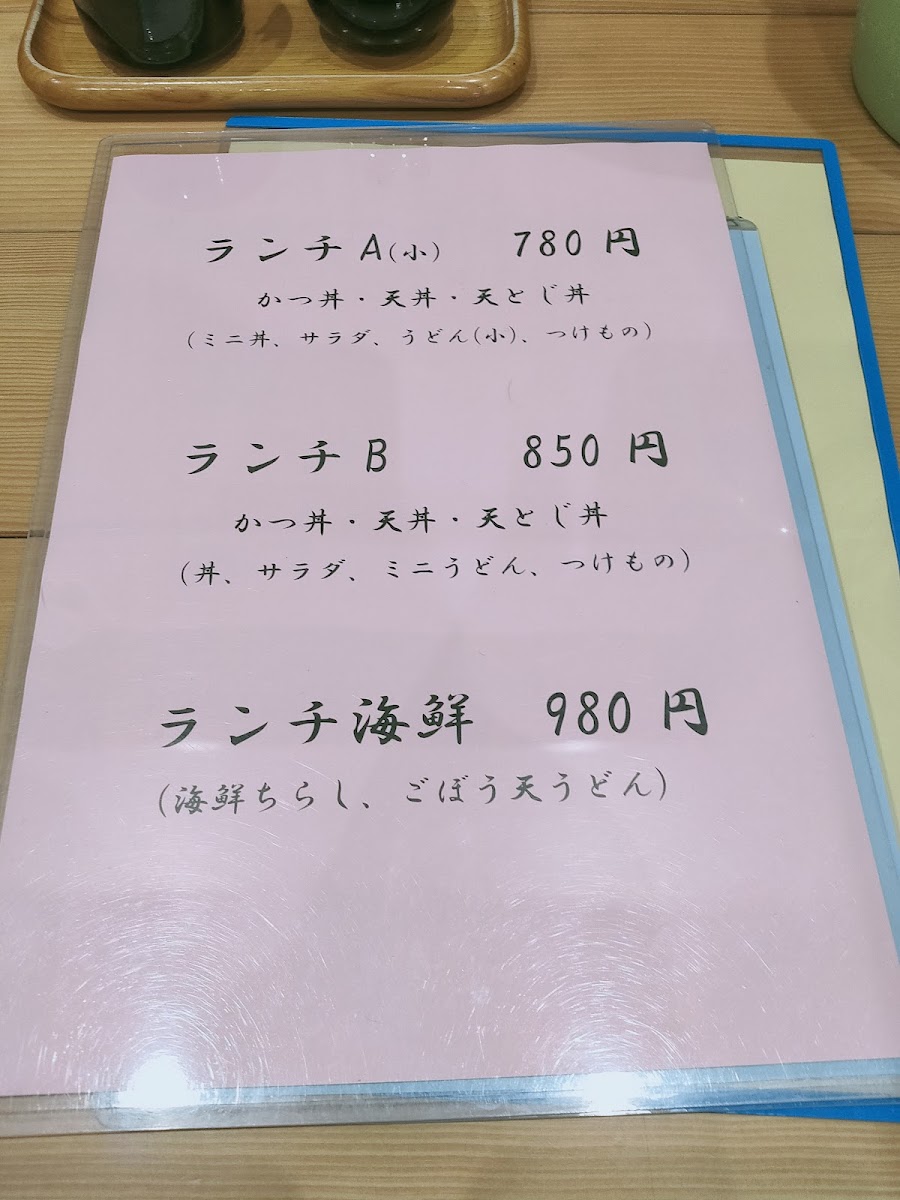 ランチA(小) 780円
かつ丼・天丼・天とじ丼
(ミニ丼、サラダ、うどん(小)、つけもの)
ランチB 850円
かつ丼・天丼・天とじ丼
(丼、サラダ、ミニうどん、つけもの)
ランチ海鮮 980円
(海鮮ちらし、ごぼう天うどん)